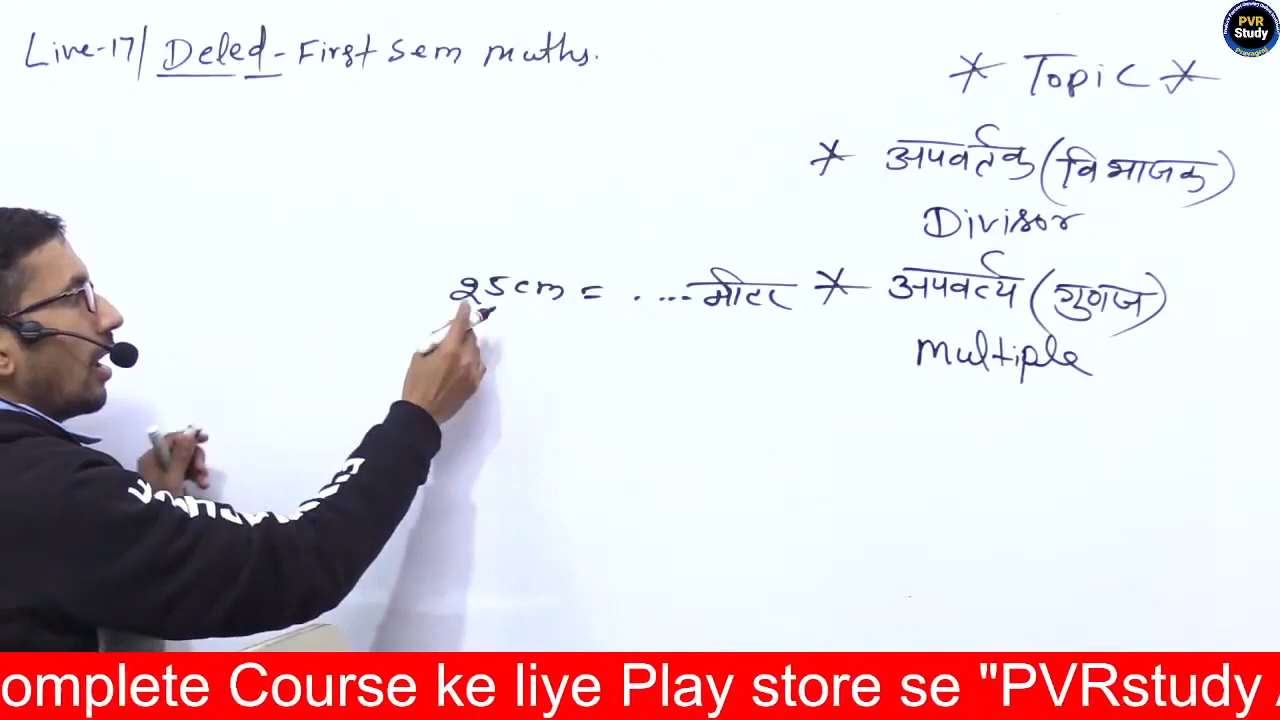 Live-17/ Deled - First Sem maths.
PVR
Study
Prayagraj
* Topic *
* अपवर्तक (विभाजक)
Divisor
25cm = .... मीटर
* अपवर्त्य (गुणज)
Multiple
omplete Course ke liye Play store se "PVRstudy